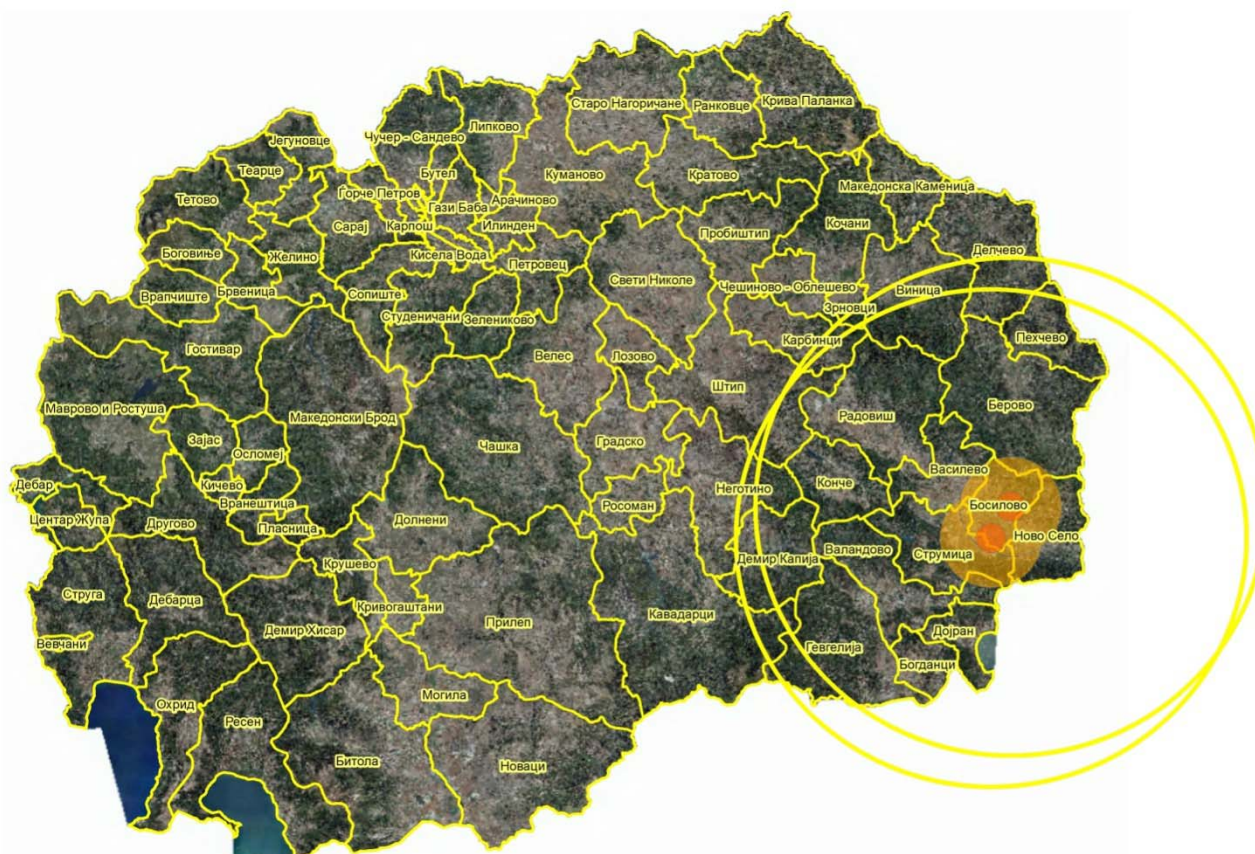 Старо Нагоричане
Ранковце
Крива Паланка
Јегуновце
Чучер - Сандево
Липково
Теарце
Бутел
Куманово
Кратово
Македонска Каменица
Тетово
Ѓорче Петров
Гази Баба
Арачиново
Сарај
Карпош
Илинден
Пробиштип
Кочани
Боговиње
Желино
Кисела Вода
Петровец
Свети Николе
Делчево
Врапчиште
Брвеница
Сопиште
Чешиново - Облешево
Виница
Студеничани
Зелениково
Зрновци
Гостивар
Велес
Лозово
Карбинци
Пехчево
Маврово и Ростуша
Македонски Брод
Штип
Берово
Зајас
Осломеј
Чашка
Градско
Радовиш
Василево
Дебар
Кичево
Вранештица
Росоман
Неготино
Конче
Босилово
Центар Жупа
Другово
Пласница
Долнени
Ново Село
Крушево
Демир Капија
Валандово
Струмица
Струга
Дебарца
Кривогаштани
Прилеп
Кавадарци
Вевчани
Демир Хисар
Гевгелија
Дојран
Богданци
Охрид
Ресен
Могила
Битола
Новаци